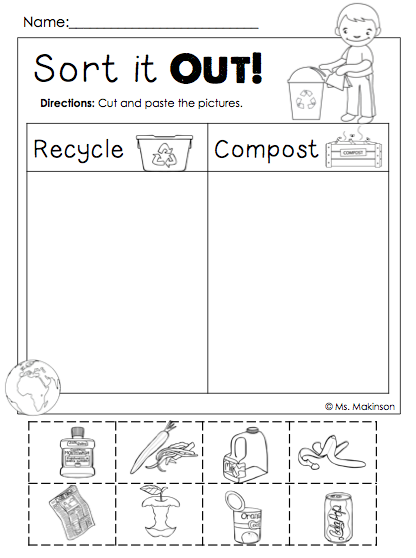 Name:
Sort it OUT!
Directions: Cut and paste the pictures.
Recycle
Compost
COMPOST
© Ms. Makinson